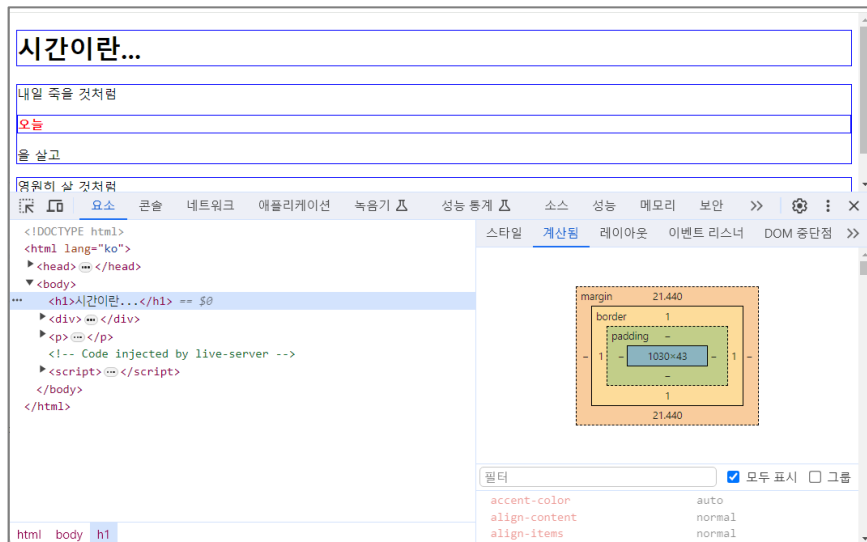 시간이란...
내일 죽을 것처럼
오늘
을 살고
영원히 살 것처럼
요소 콘솔 네트워크 애플리케이션 녹음기 성능 통계 소스 성능 메모리 보안
<!DOCTYPE html>
<html lang="ko">
<head> ... </head>
<body>
... <h1>시간이란...</h1> == $0
<div> ... </div>
<p> ... </p>
<!-- Code injected by live-server -->
<script> ... </script>
</body>
</html>
html body h1
스타일 계산됨 레이아웃 이벤트 리스너 DOM 중단점
margin 21.440
border 1
padding –
– 1 – 1030×43 – 1 –
–
1
21.440
필터 모두 표시 그룹
accent-color auto
align-content normal
align-items normal